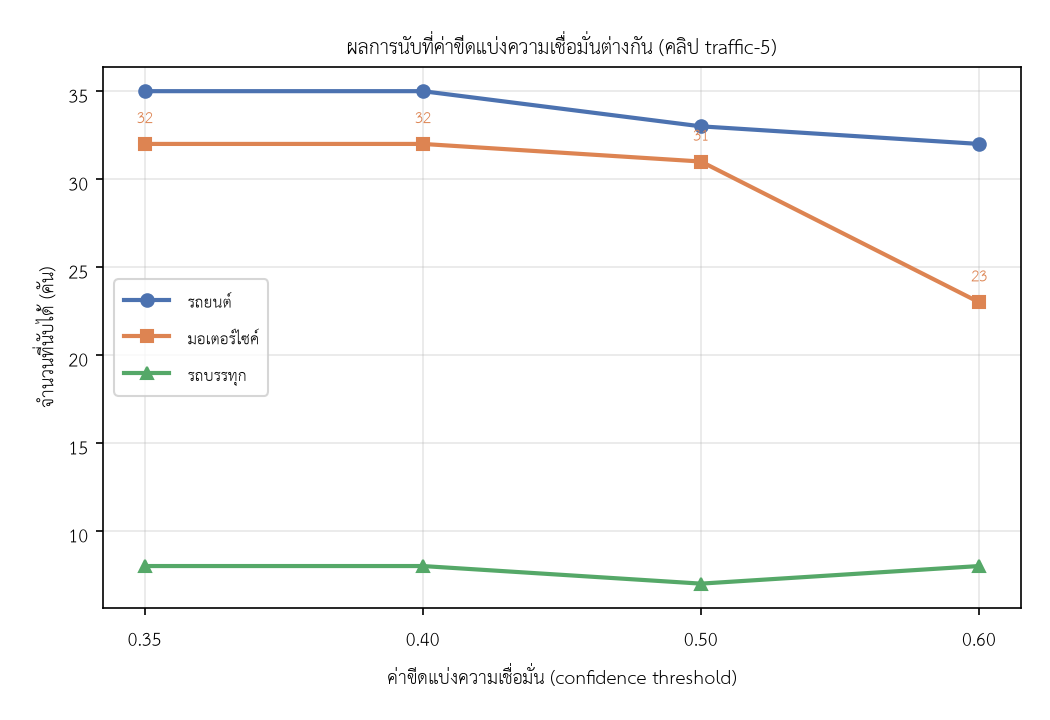 ผลการนับที่ค่าขีดแบ่งความเชื่อมั่นต่างกัน (คลิป traffic-5)
จำนวนที่นับได้ (คัน)
35
30
25
20
15
10
32
32
31
23
รถยนต์
มอเตอร์ไซค์
รถบรรทุก
0.35
0.40
0.50
0.60
ค่าขีดแบ่งความเชื่อมั่น (confidence threshold)